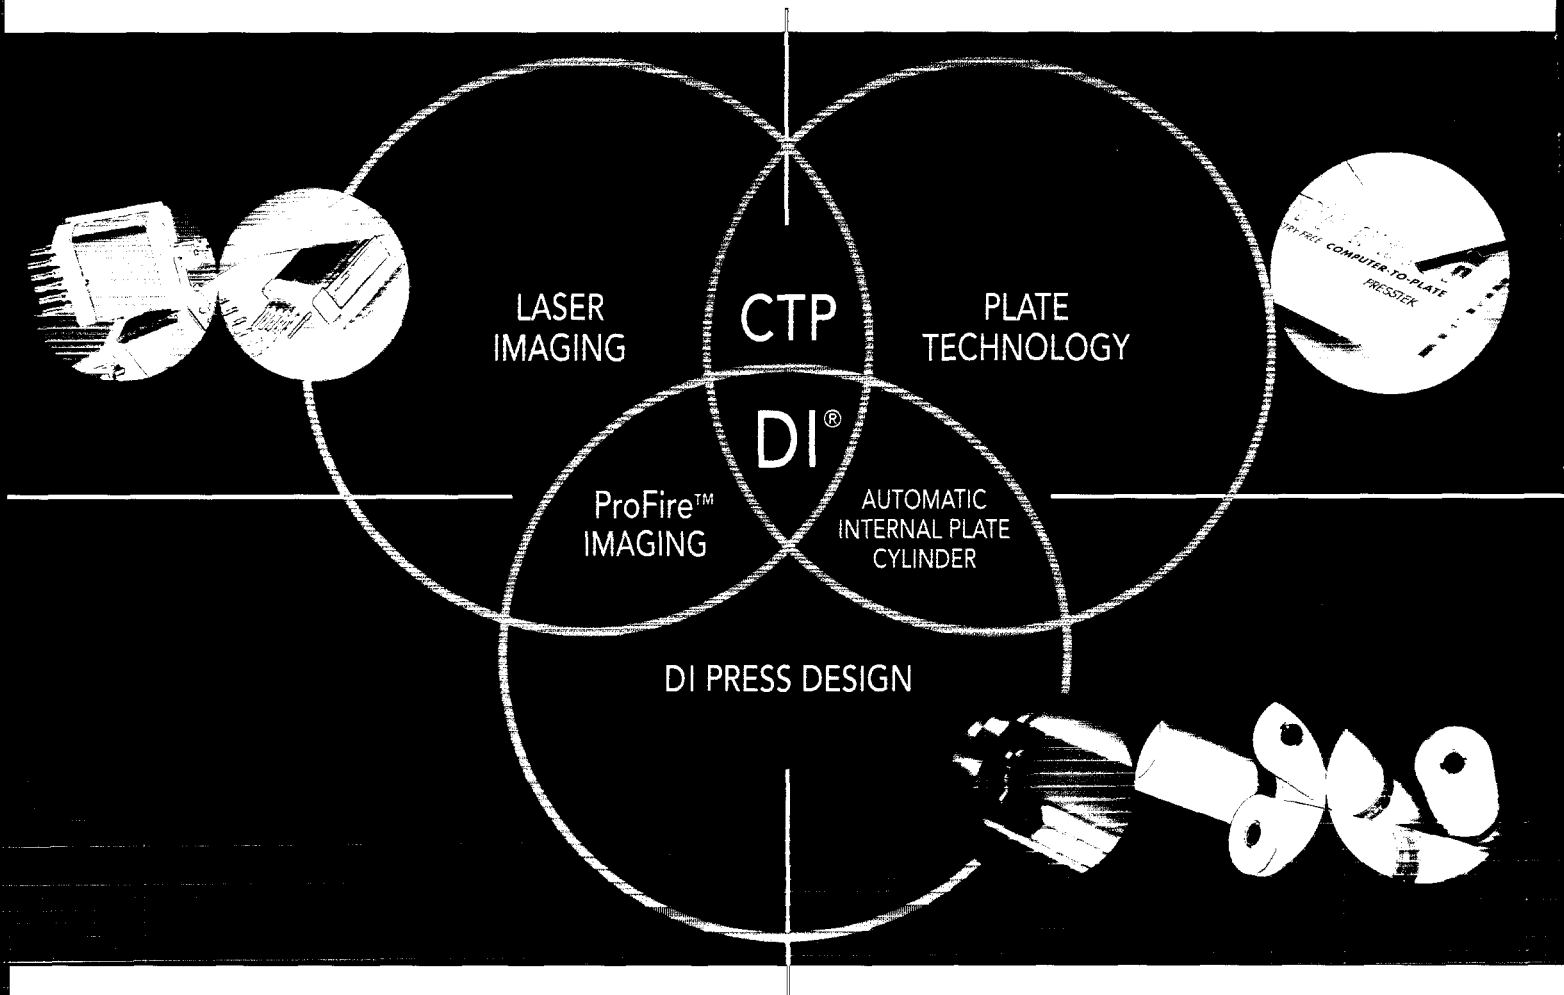 LASER
IMAGING
CTP
PLATE
TECHNOLOGY
DI®
ProFire™
IMAGING
AUTOMATIC
INTERNAL PLATE
CYLINDER
DI PRESS DESIGN
FREE COMPUTER-TO-PLATE
PRESSTEK